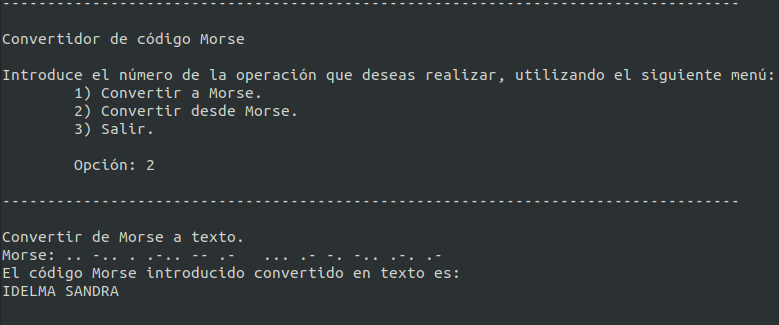 ----------------------------------------------------------------------------------
Convertidor de código Morse
Introduce el número de la operación que deseas realizar, utilizando el siguiente menú:
1) Convertir a Morse.
2) Convertir desde Morse.
3) Salir.
Opción: 2
----------------------------------------------------------------------------------
Convertir de Morse a texto.
Morse: .. -.. . .-.. -- .-   ... .- -. -.. .-. .-
El código Morse introducido convertido en texto es:
IDELMA SANDRA